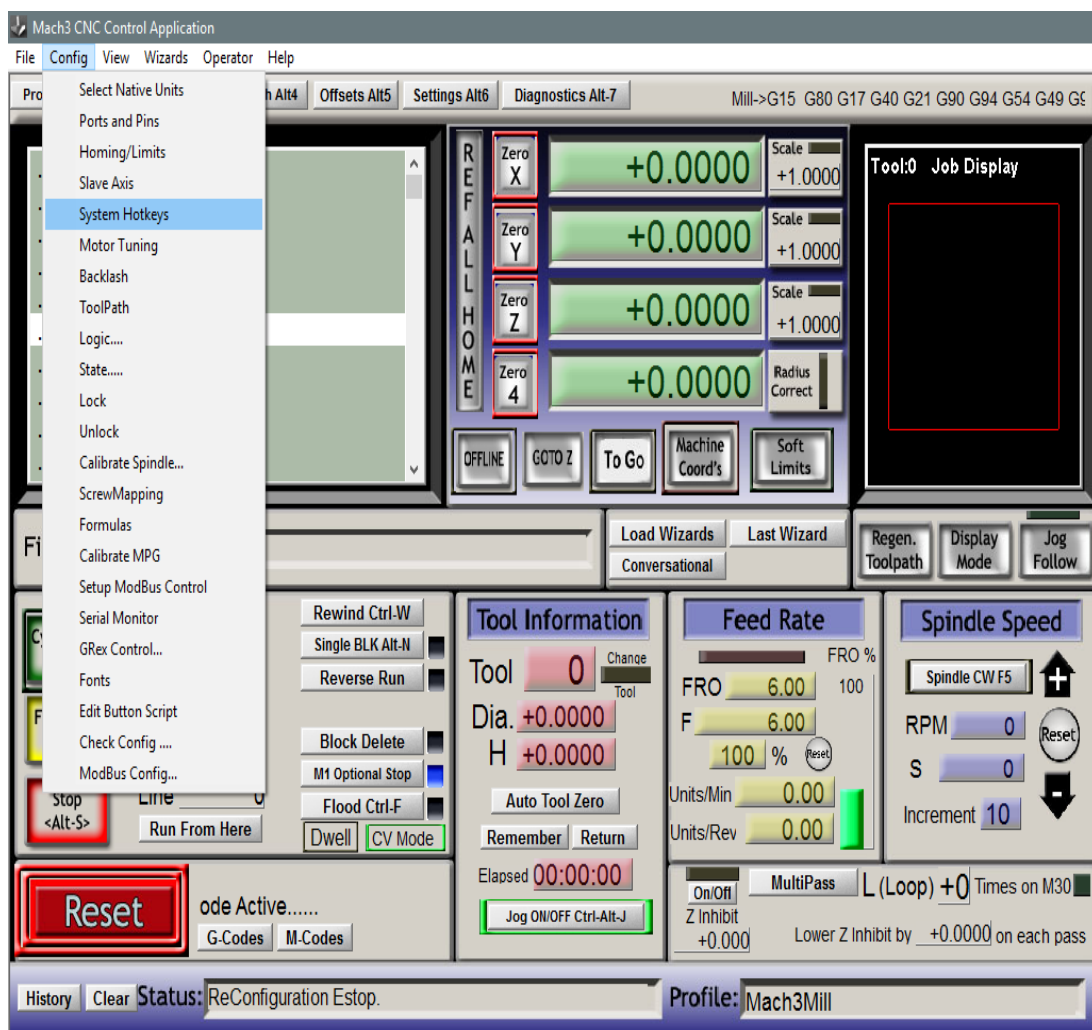 Mach3 CNC Control Application
File Config View Wizards Operator Help
Alt4 Offsets Alt5 Settings Alt6 Diagnostics Alt-7 Mill->G15 G80 G17 G40 G21 G90 G94 G54 G49
Select Native Units
Ports and Pins
Homing/Limits
Slave Axis
System Hotkeys
Motor Tuning
Backlash
ToolPath
Logic....
State.....
Lock
Unlock
Calibrate Spindle...
ScrewMapping
Formulas
Calibrate MPG
Setup ModBus Control
Serial Monitor
GRex Control...
Fonts
Edit Button Script
Check Config ....
ModBus Config...
REF ALL HOME
Zero X +0.0000 Scale +1.0000
Zero Y +0.0000 Scale +1.0000
Zero Z +0.0000 Scale +1.0000
Zero 4 +0.0000 Radius Correct
OFFLINE GOTO Z To Go Machine Coord's Soft Limits
Tool:0 Job Display
Load Wizards Last Wizard
Conversational
Regen. Toolpath Display Mode Jog Follow
Rewind Ctrl-W
Single BLK Alt-N
Reverse Run
Block Delete
M1 Optional Stop
Flood Ctrl-F
Dwell CV Mode
Stop
<Alt-S>
Line 0
Run From Here
Tool Information
Tool 0 Change Tool
Dia. +0.0000
H +0.0000
Auto Tool Zero
Remember Return
Elapsed 00:00:00
Jog ON/OFF Ctrl-Alt-J
Feed Rate
FRO %
FRO 6.00 100
F 6.00
100 % Reset
Units/Min 0.00
Units/Rev 0.00
Spindle Speed
Spindle CW F5
RPM 0 Reset
S 0
Increment 10
Reset
ode Active......
G-Codes M-Codes
On/Off MultiPass L (Loop) +0 Times on M30
Z Inhibit
+0.000 Lower Z Inhibit by +0.0000 on each pass
History Clear Status: ReConfiguration Estop. Profile: Mach3Mill